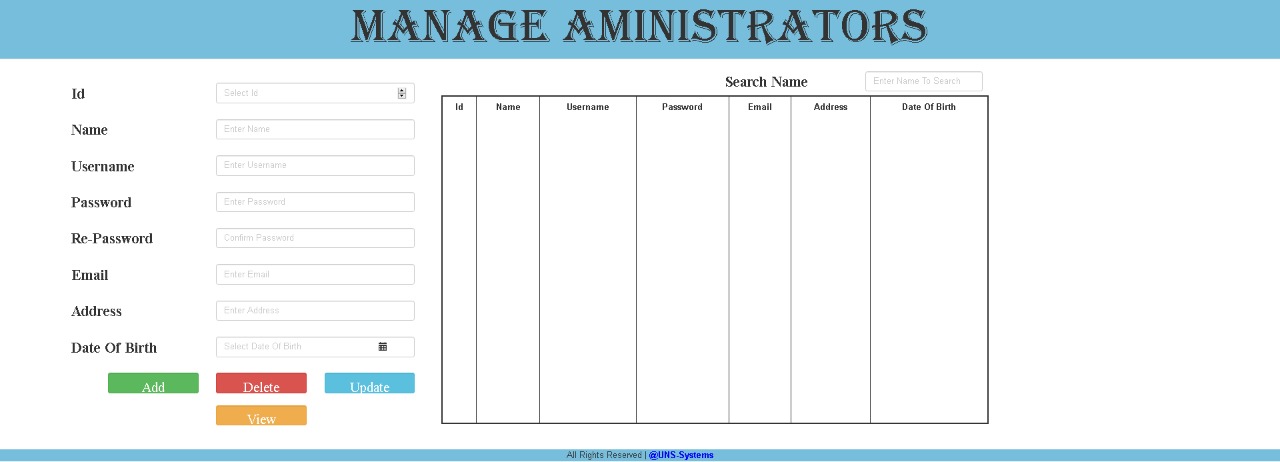 MANAGE AMINISTRATORS
Search Name Enter Name To Search
Id Select Id
Name Enter Name
Username Enter Username
Password Enter Password
Re-Password Confirm Password
Email Enter Email
Address Enter Address
Date Of Birth Select Date Of Birth
Add Delete Update
View
Id Name Username Password Email Address Date Of Birth
All Rights Reserved | @UNS-Systems